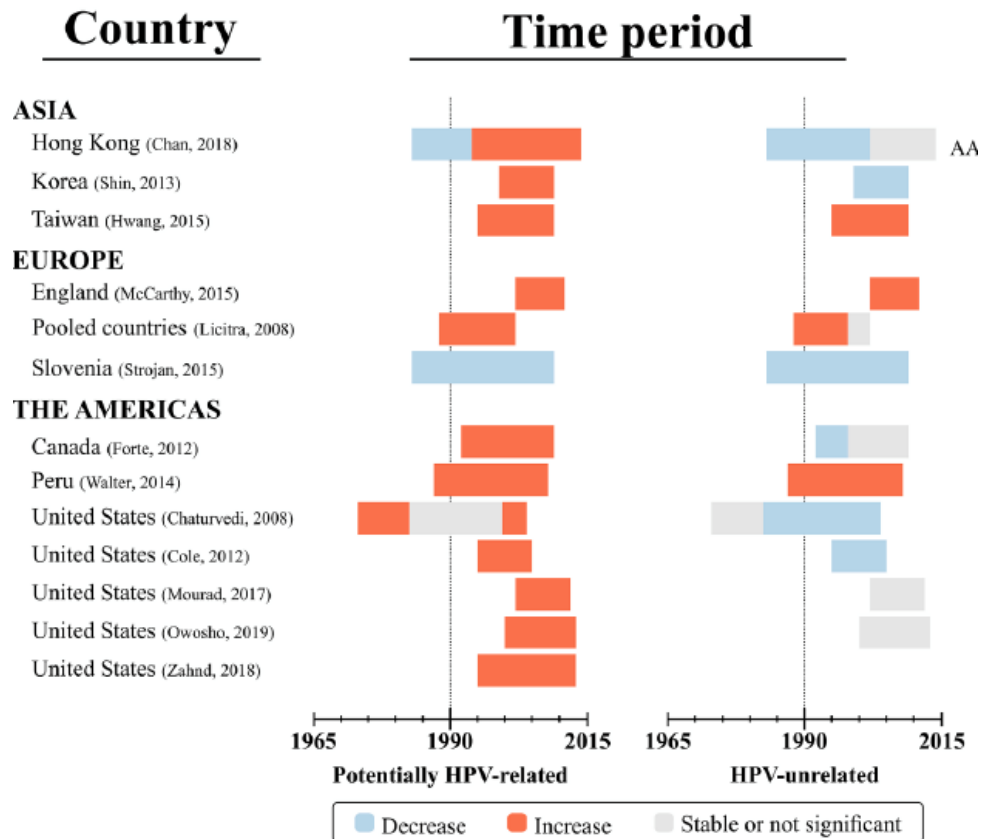 Country Time period
ASIA
Hong Kong (Chan, 2018) AA
Korea (Shin, 2013)
Taiwan (Hwang, 2015)
EUROPE
England (McCarthy, 2015)
Pooled countries (Licitra, 2008)
Slovenia (Strojan, 2015)
THE AMERICAS
Canada (Forte, 2012)
Peru (Walter, 2014)
United States (Chaturvedi, 2008)
United States (Cole, 2012)
United States (Mourad, 2017)
United States (Owosho, 2019)
United States (Zahnd, 2018)
1965 1990 2015 1965 1990 2015
Potentially HPV-related HPV-unrelated
Decrease Increase Stable or not significant